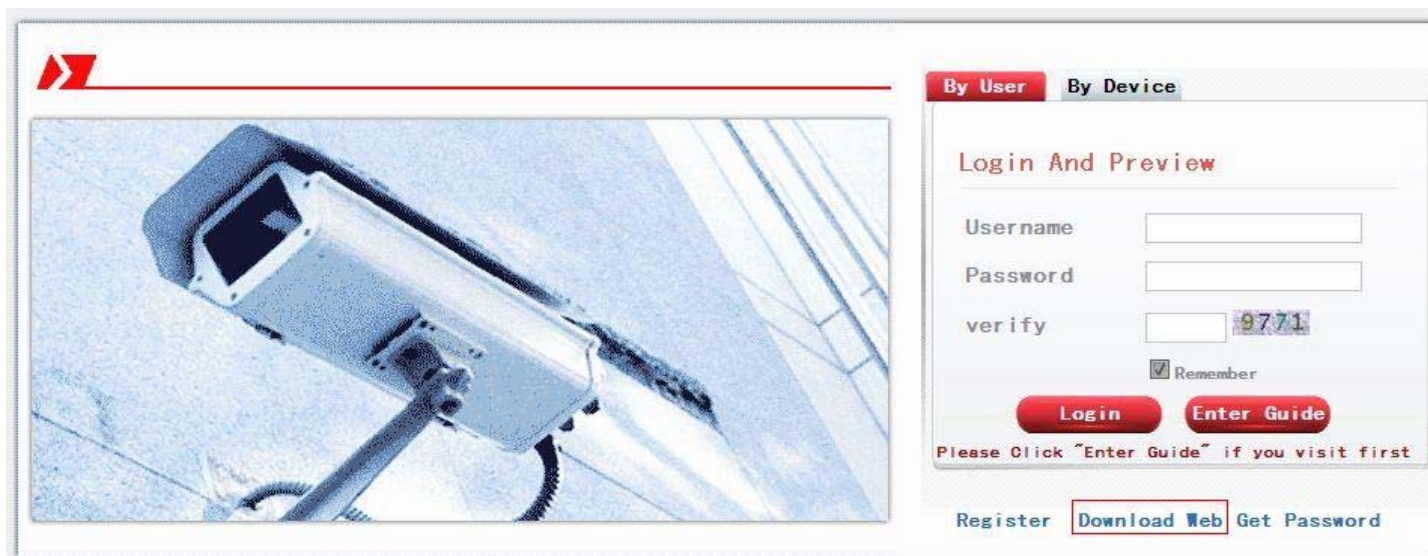 By User By Device
Login And Preview
Username
Password
verify 9771
Remember
Login Enter Guide
Please Click "Enter Guide" if you visit first
Register Download Web Get Password